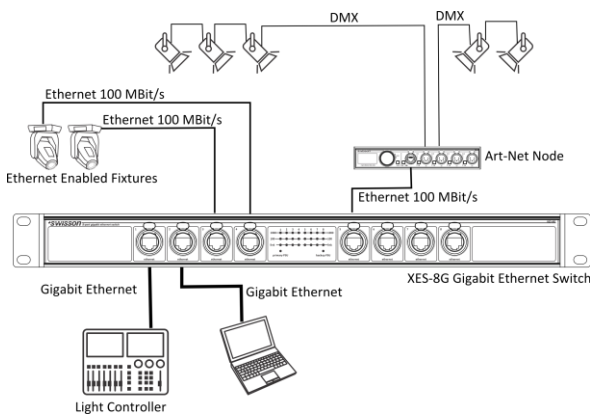 DMX
DMX
Ethernet 100 MBit/s
Ethernet 100 MBit/s
Art-Net Node
Ethernet Enabled Fixtures
Ethernet 100 MBit/s
swisson
XES-8G Gigabit Ethernet Switch
Gigabit Ethernet
Gigabit Ethernet
Light Controller